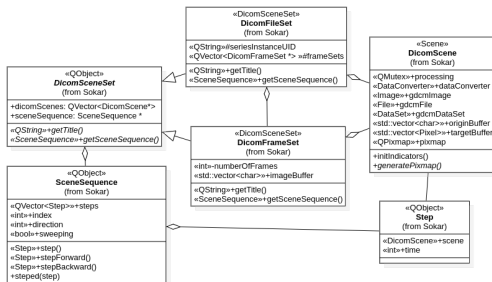 «DicomSceneSet»
DicomFileSet
(from Sokar)
«QString»#seriesInstanceUID
«QVector<DicomFrameSet *> »#frameSets
«QString»+getTitle()
«SceneSequence»+getSceneSequence()
«Scene»
DicomScene
(from Sokar)
«QMutex»+processing
«DataConverter»+dataConverter
«Image»+gdcmImage
«File»+gdcmFile
«DataSet»+gdcmDataSet
«std::vector<char»+originBuffer
«std::vector<Pixel»+targetBuffer
«QPixmap»+pixmap
+initIndicators()
+generatePixmap()
«QObject»
DicomSceneSet
(from Sokar)
+dicomScenes: QVector<DicomScene*>
+sceneSequence: SceneSequence *
«QString»+getTitle()
«SceneSequence»+getSceneSequence()
«DicomSceneSet»
DicomFrameSet
(from Sokar)
«int»-numberOfFrames
«std::vector<char»+imageBuffer
«QString»+getTitle()
«SceneSequence»+getSceneSequence()
«QObject»
SceneSequence
(from Sokar)
«QVector<Step»+steps
«int»+index
«int»+direction
«bool»+sweeping
«Step»+step()
«Step»+stepForward()
«Step»+stepBackward()
+steped(step)
«QObject»
Step
(from Sokar)
«DicomScene»+scene
«int»+time